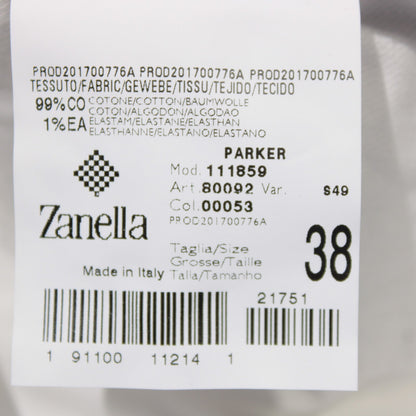 PROD201700776A PROD201700776A PROD201700776A
TESSUTO/FABRIC/GEWEBE/TISSU/TEJIDO/TECIDO
99%CO COTONE/COTTON/BAUMWOLLE
COTON/ALGODON/ALGODAO
1%EA ELASTAM/ELASTANE/ELASTHAN
ELASTHANNE/ELASTANO/ELASTANO
PARKER
Mod. 111859
Art. 80092 Var. S49
Col. 00053
PROD201700776A
Zanella
Taglia/Size
Grosse/Taille
Talla/Tamanho
38
Made in Italy
21751
1 91100 11214 1